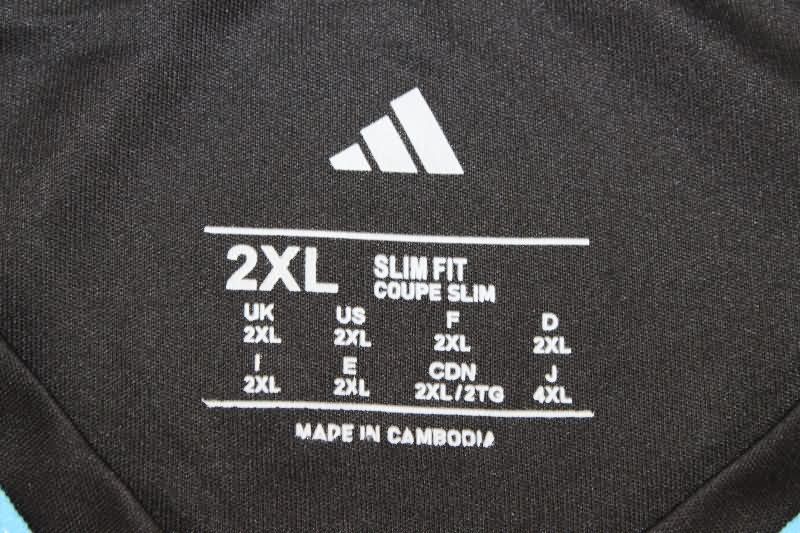 2XL SLIM FIT
COUPE SLIM
UK US F D
2XL 2XL 2XL 2XL
I E CDN J
2XL 2XL 2XL/2TG 4XL
MADE IN CAMBODIA